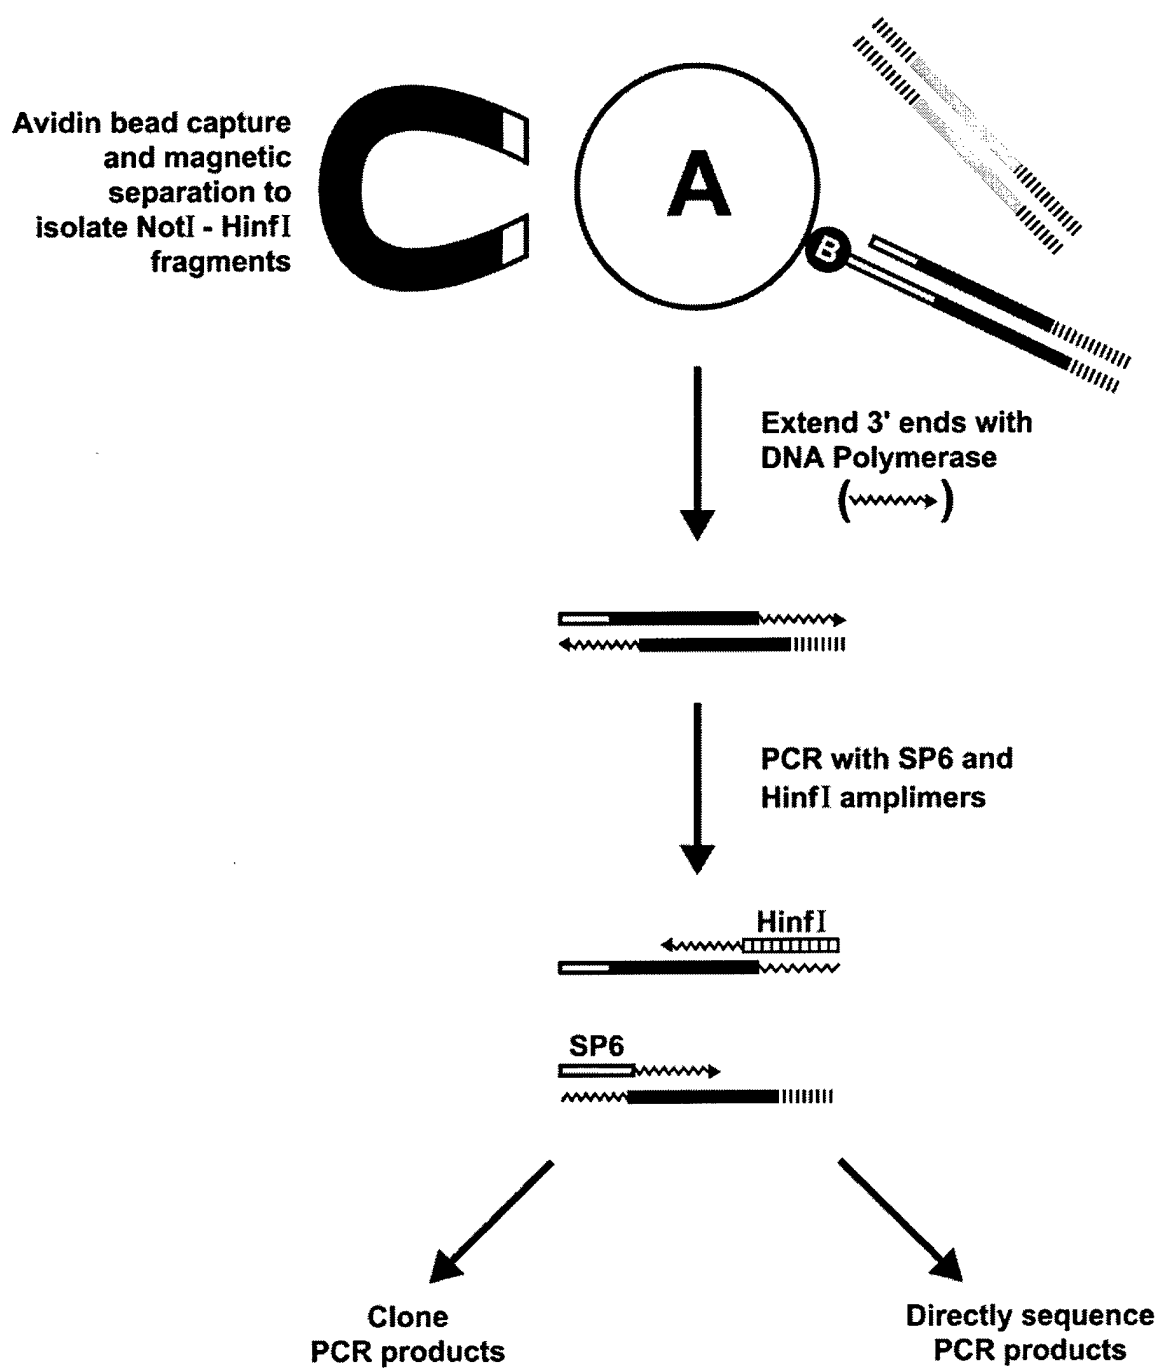 Avidin bead capture
and magnetic
separation to
isolate NotI - HinfI
fragments
A
B
Extend 3' ends with
DNA Polymerase
( )
PCR with SP6 and
HinfI amplimers
HinfI
SP6
Clone
PCR products
Directly sequence
PCR products